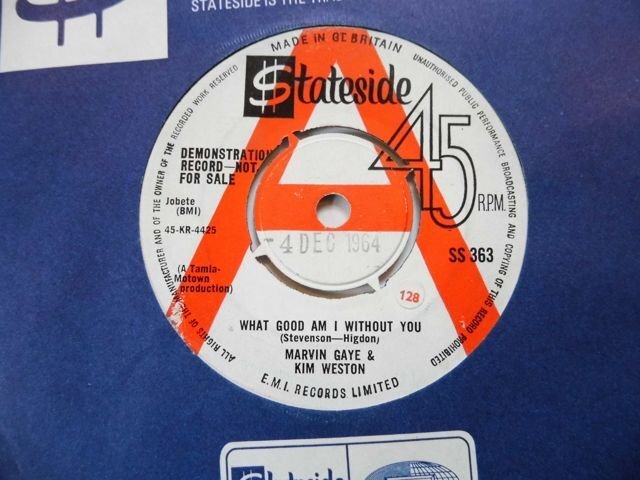 STATESIDE IS THE
MADE IN GT BRITAIN
THE MANUFACTURER AND OF THE OWNER OF THE RECORDED WORK RESERVED
UNAUTHORISED PUBLIC PERFORMANCE BROADCASTING AND COPYING OF THIS RECORD PROHIBITED
ALL RIGHTS OF
$tateside
45
R.P.M.
DEMONSTRATION
RECORD—NOT
FOR SALE
Jobete
(BMI)
45-KR-4425
SS 363
(A Tamla-
Motown
production)
4 DEC 1964
128
WHAT GOOD AM I WITHOUT YOU
(Stevenson—Higdon)
MARVIN GAYE &
KIM WESTON
E.M.I. RECORDS LIMITED
$tateside